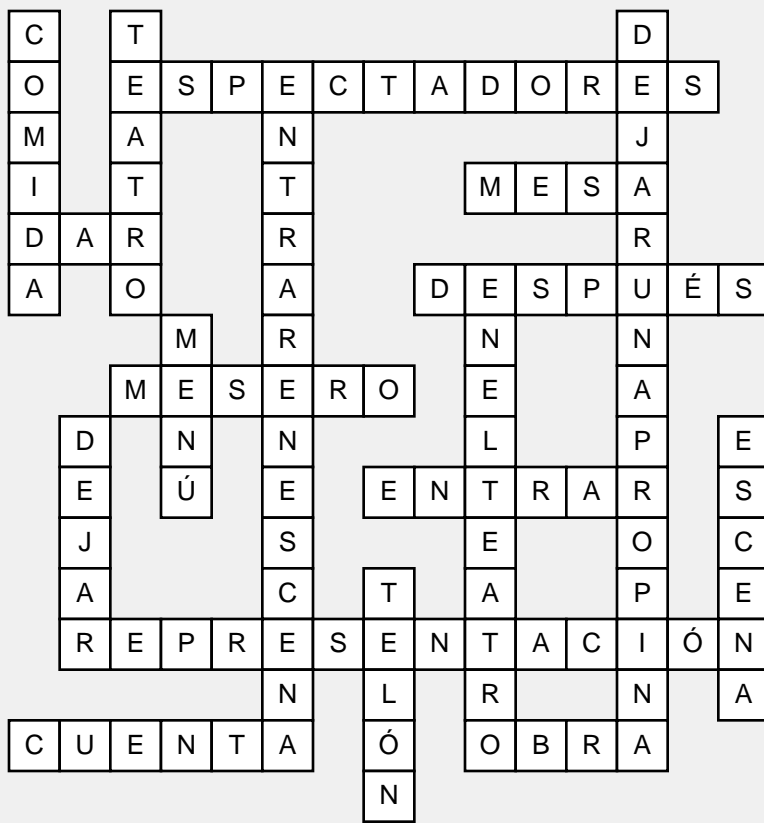 C T D
O E S P E C T A D O R E S
M A N J
I T T M E S A
D A R R R
A O A D E S P U É S
M R N N
M E S E R O E A
D N N L P E
E Ú E E N T R A R S
J S E O C
A C T A P E
R E P R E S E N T A C I Ó N
N L R N A
C U E N T A Ó O B R A
N